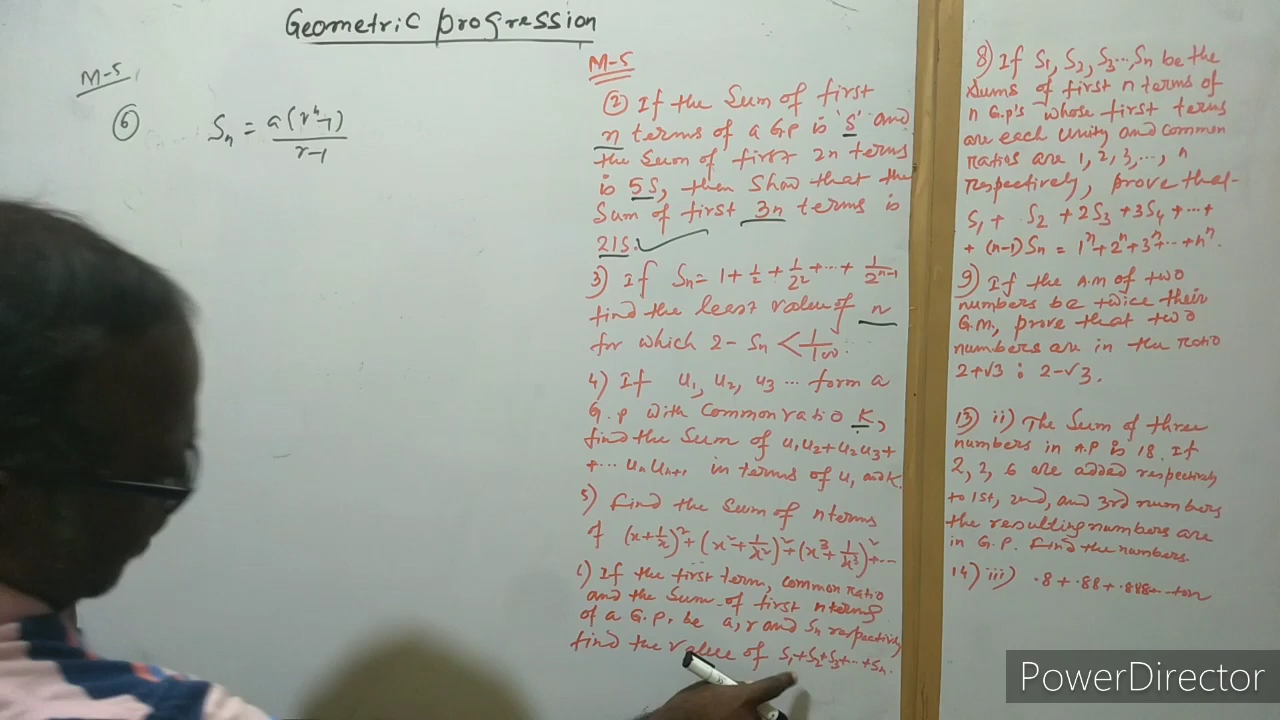 Geometric progression
M-5
⑥ Sn = a(rⁿ-1)/r-1
M-5
② If the Sum of first
n terms of a GP is 'S' and
the Sum of first 2n terms
is 5S, then Show that the
Sum of first 3n terms is
21S.
3) If Sn = 1 + 1/2 + 1/2² + ... + 1/2ⁿ⁻¹
find the least value of n
for which 2 - Sn < 1/100.
4) If u₁, u₂, u₃ ... form a
G.P with Common ratio K,
find the Sum of u₁u₂+u₂u₃+
+... uₙuₙ₊₁ in terms of u₁ and K.
5) Find the Sum of n terms
of (x+1/x)² + (x²+1/x²)² + (x³+1/x³)² + ...
6) If the first term, common ratio
and the Sum of first n terms
of a G.P. be a, r and Sn respectively
find the value of S₁+S₂+S₃+...+Sn.
8) If S₁, S₂, S₃...Sn be the
sums of first n terms of
n G.p's whose first terms
are each Unity and common
ratios are 1, 2, 3, ..., n
respectively, prove that-
S₁ + S₂ + 2S₃ + 3S₄ + ... +
+ (n-1)Sn = 1ⁿ+2ⁿ+3ⁿ+...+nⁿ.
9) If the A.M of two
numbers be twice their
G.M, prove that two
numbers are in the ratio
2+√3 : 2-√3.
13) ii) The Sum of three
numbers in A.P is 18. If
2, 2, 6 are added respectively
to 1st, 2nd, and 3rd numbers
the resulting numbers are
in G.P. Find the numbers.
14) iii) .8 + .88 + .888... to n
PowerDirector